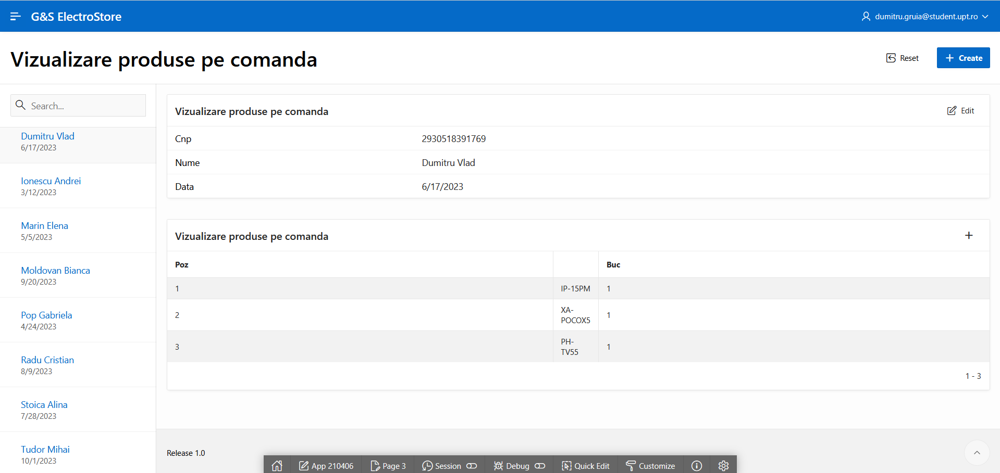 G&S ElectroStore
dumitru.gruia@student.upt.ro
Vizualizare produse pe comanda
Reset
Create
Search...
Dumitru Vlad
6/17/2023
Ionescu Andrei
3/12/2023
Marin Elena
5/5/2023
Moldovan Bianca
9/20/2023
Pop Gabriela
4/24/2023
Radu Cristian
8/9/2023
Stoica Alina
7/28/2023
Tudor Mihai
10/1/2023
Vizualizare produse pe comanda
Edit
Cnp 2930518391769
Nume Dumitru Vlad
Data 6/17/2023
Vizualizare produse pe comanda
Poz Buc
1 IP-15PM 1
2 XA-
POCOX5 1
3 PH-
TV55 1
1 - 3
Release 1.0
App 210406 Page 3 Session Debug Quick Edit Customize